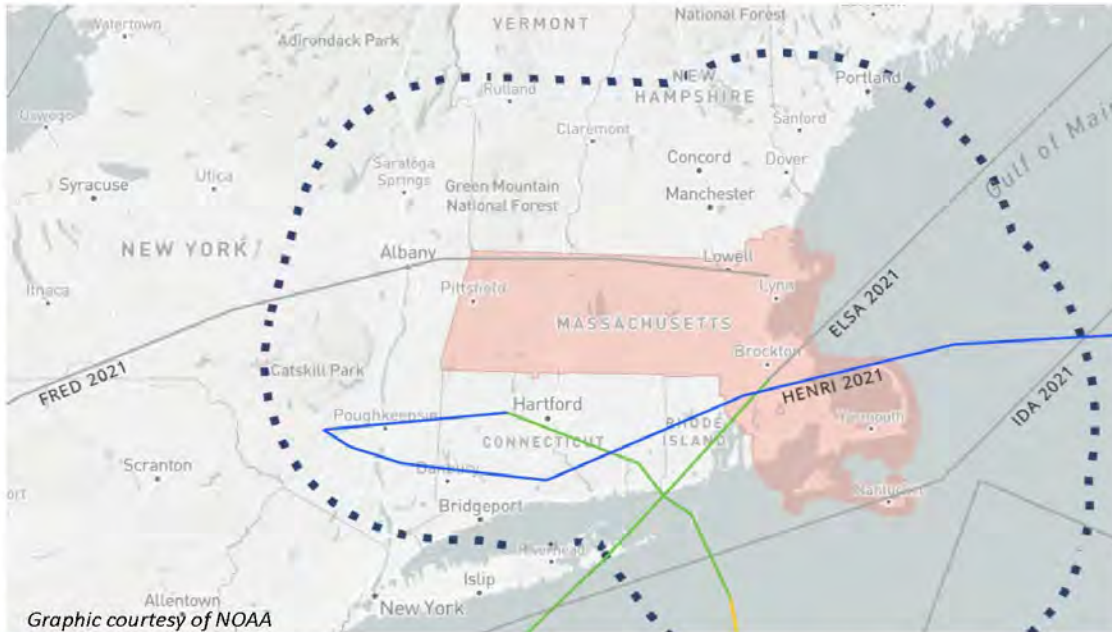 Watertown
VERMONT
National Forest
Adirondack Park
Portland
Oswego
Rulland
NEW
HAMPSHIRE
Sanford
Claremont
Gulf of Mai
Saratoga
Springs
Concord
Dover
Syracuse
Utica
Green Mountain
National Forest
Manchester
NEW YORK
Albany
Lowell
Ithaca
Pittsfield
Lynn
MASSACHUSETTS
ELSA 2021
Brockton
FRED 2021
Catskill Park
HENRI 2021
IDA 2021
Hartford
Poughkeepsie
RHODE
ISLAND
Yarmouth
CONNECTICUT
Scranton
Danbury
ort
Nantucket
Bridgeport
Riverhead
Islip
Allentown
New York
Graphic courtesy of NOAA